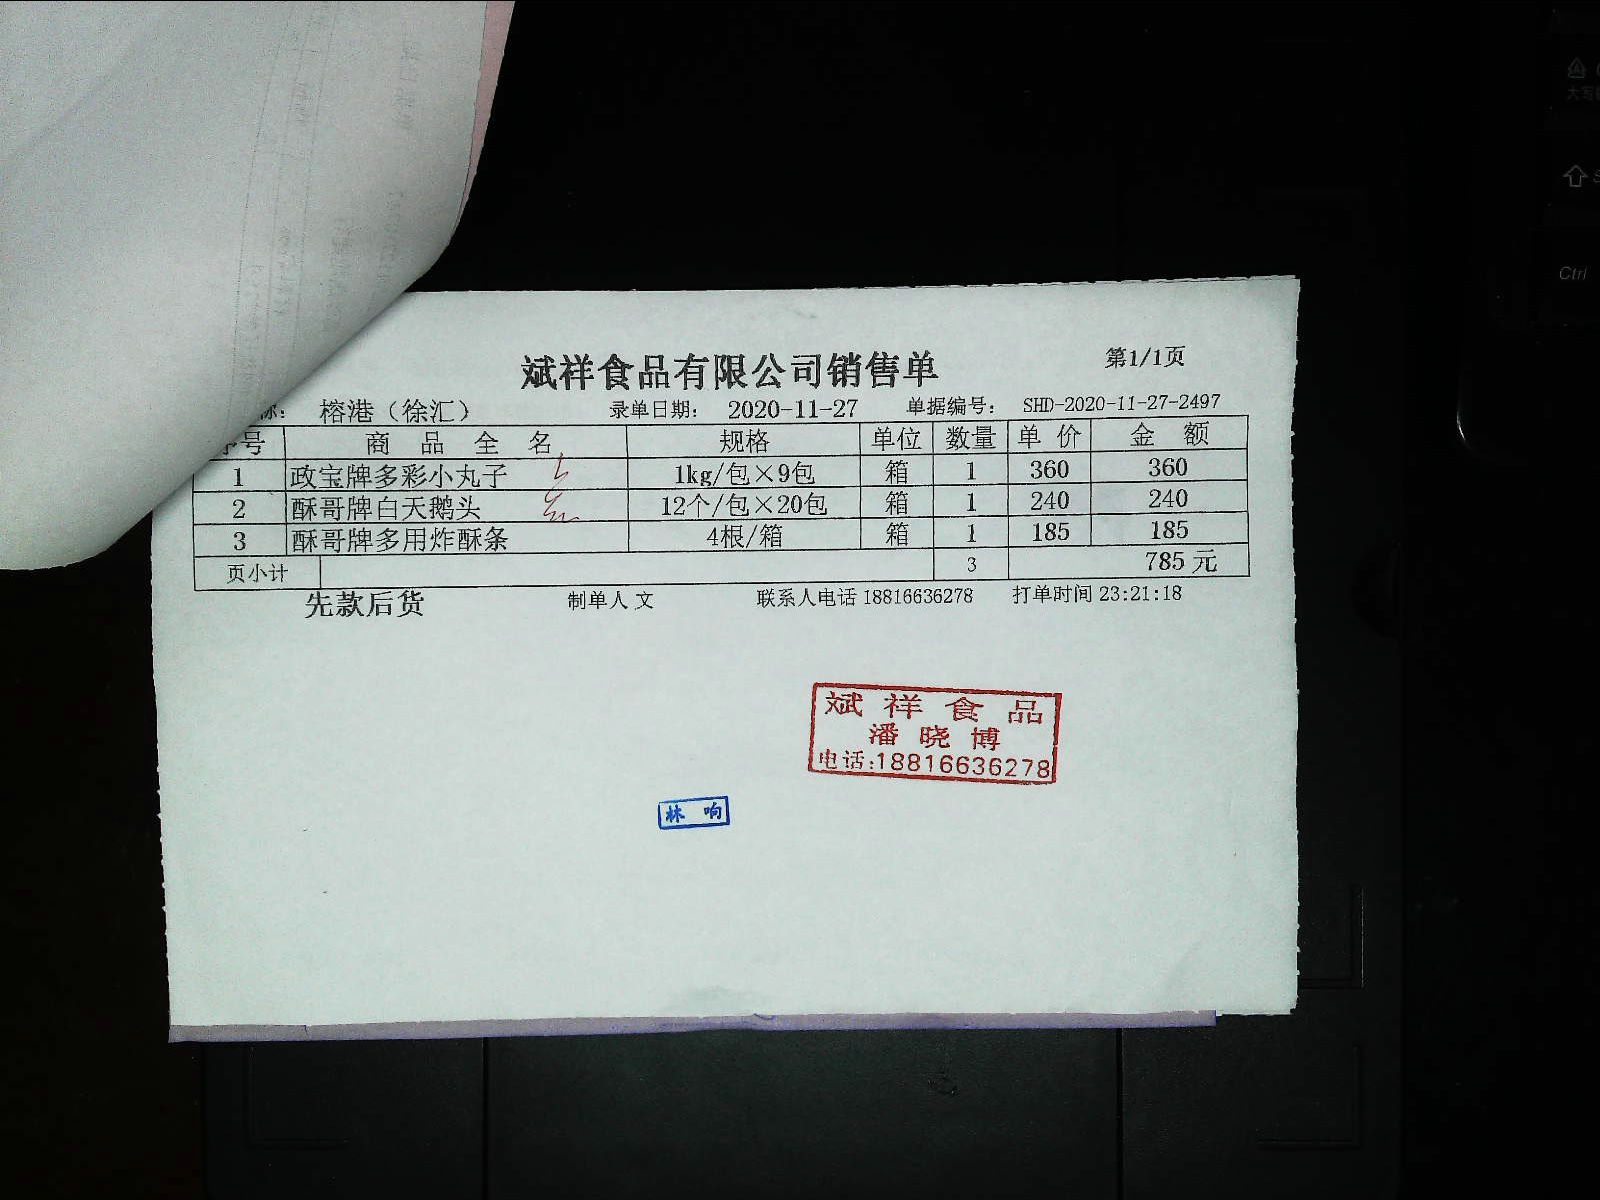 斌祥食品有限公司销售单
第1/1页
榕港（徐汇） 录单日期： 2020-11-27 单据编号： SHD-2020-11-27-2497
序号 商品全名 规格 单位 数量 单价 金额
1 政宝牌多彩小丸子 1kg/包×9包 箱 1 360 360
2 酥哥牌白天鹅头 12个/包×20包 箱 1 240 240
3 酥哥牌多用炸酥条 4根/箱 箱 1 185 185
页小计 3 785元
先款后货 制单人 文 联系人电话 18816636278 打单时间 23:21:18
斌祥食品
潘晓博
电话:18816636278
林响
Ctrl